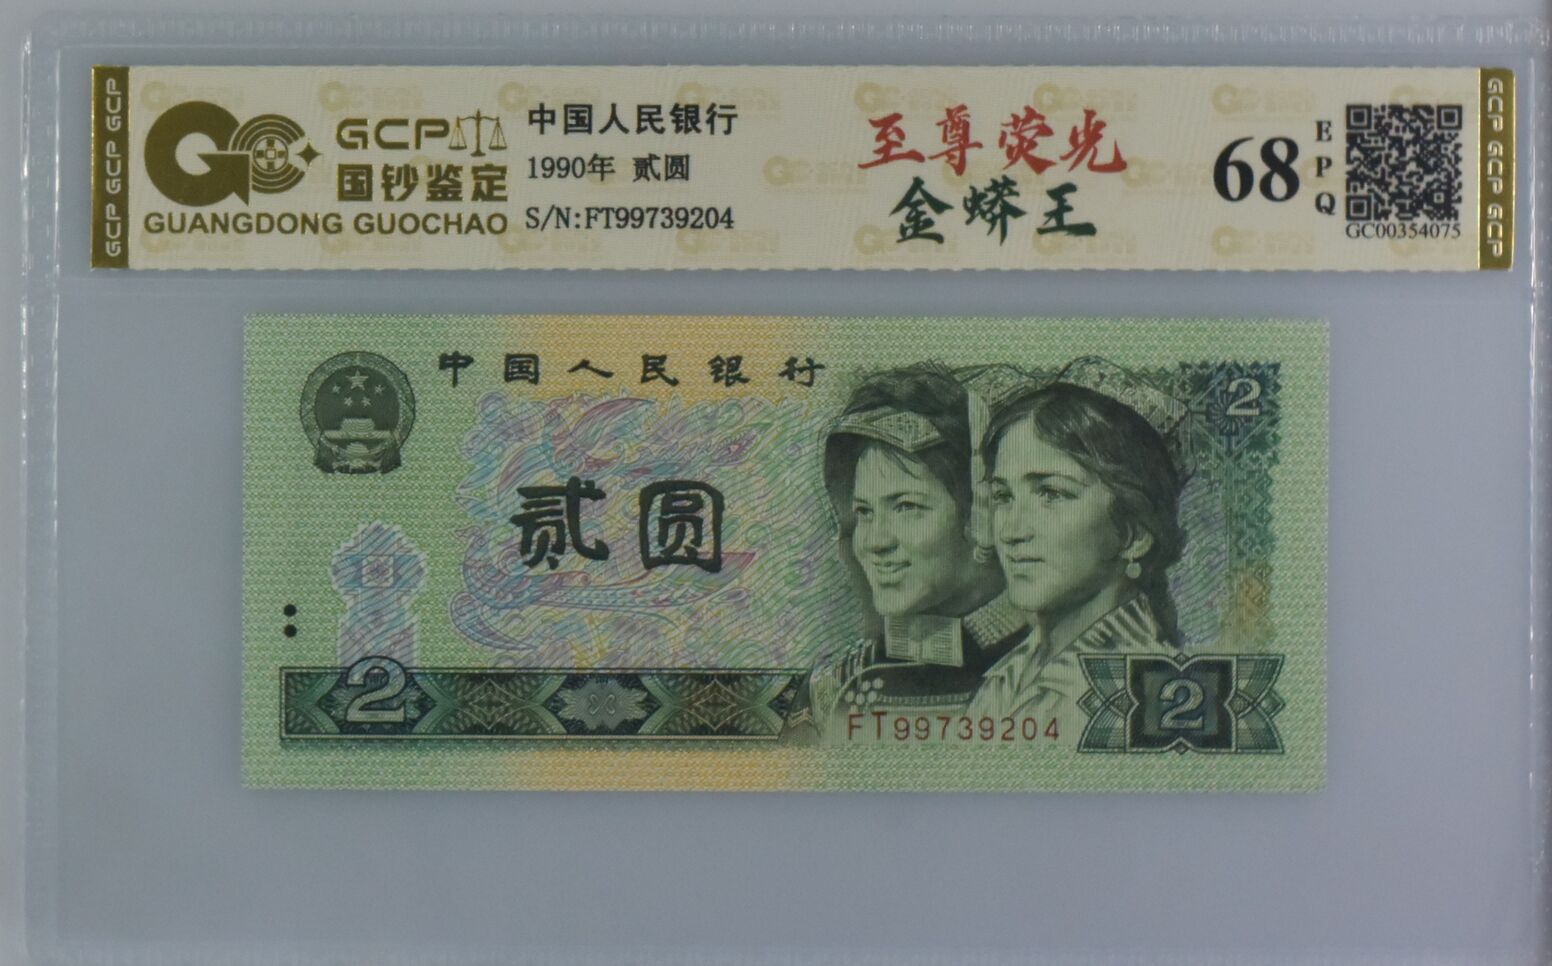 GCP GCP GCP
GCP
国钞鉴定
GUANGDONG GUOCHAO
中国人民银行
1990年 贰圆
S/N:FT99739204
至尊荧光
金蟒王
68
EPQ
GC00354075
GCP GCP GCP
中国人民银行
2
贰圆
2
FT99739204
2